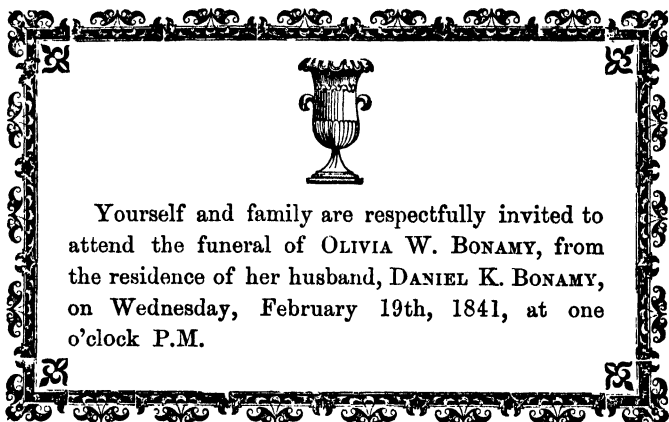 Yourself and family are respectfully invited to
attend the funeral of OLIVIA W. BONAMY, from
the residence of her husband, DANIEL K. BONAMY,
on Wednesday, February 19th, 1841, at one
o'clock P.M.